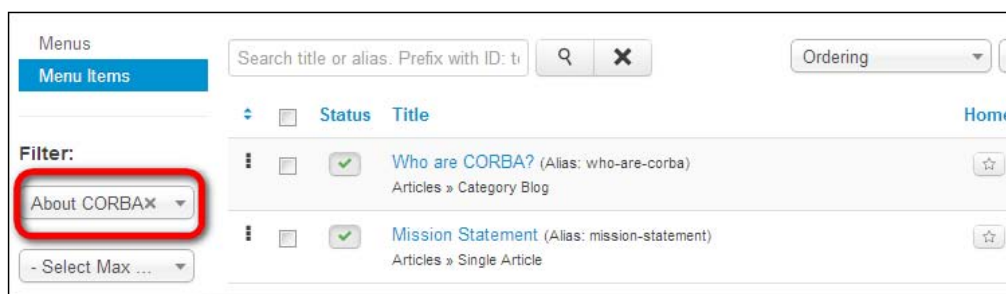 Menus
Menu Items
Search title or alias. Prefix with ID:
Ordering
Status Title Home
Filter:
Who are CORBA? (Alias: who-are-corba)
Articles » Category Blog
About CORBA
Mission Statement (Alias: mission-statement)
Articles » Single Article
- Select Max ...